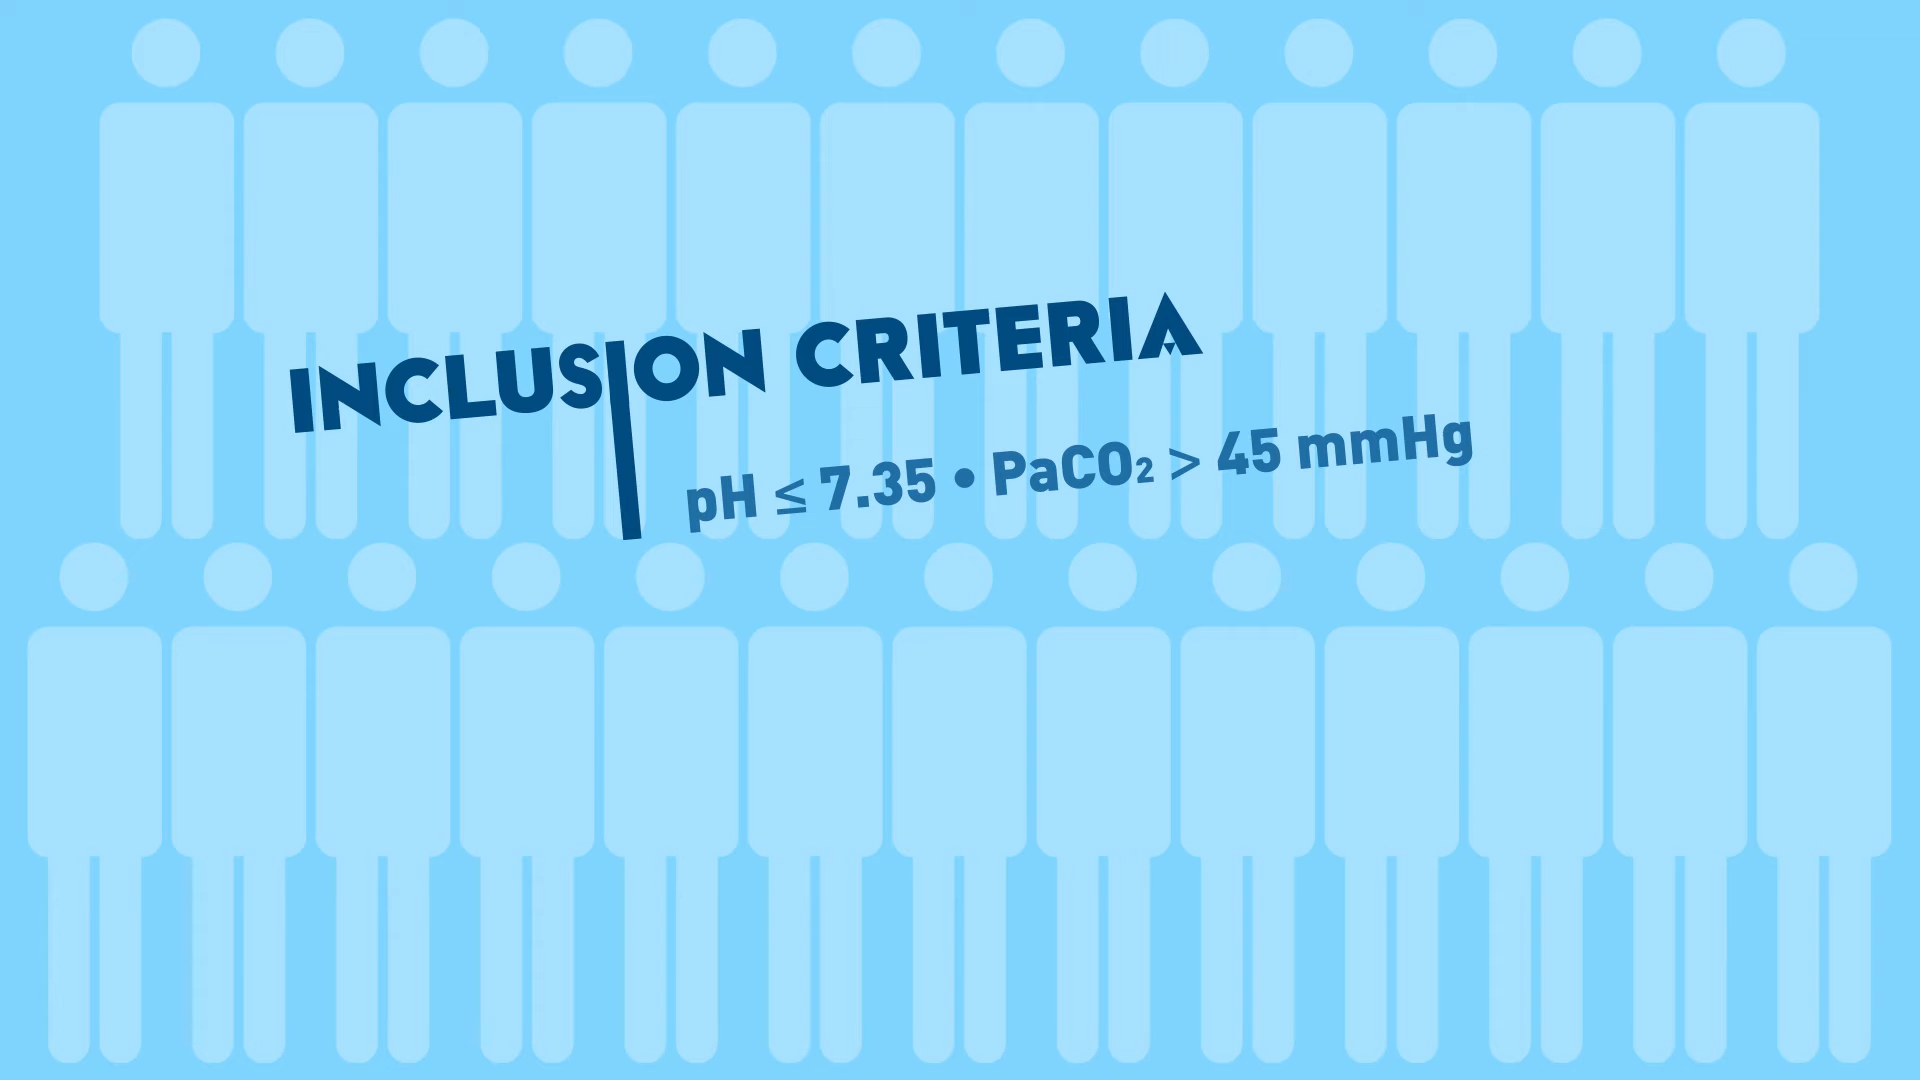 INCLUSION CRITERIA
pH ≤ 7.35 • PaCO₂ > 45 mmHg